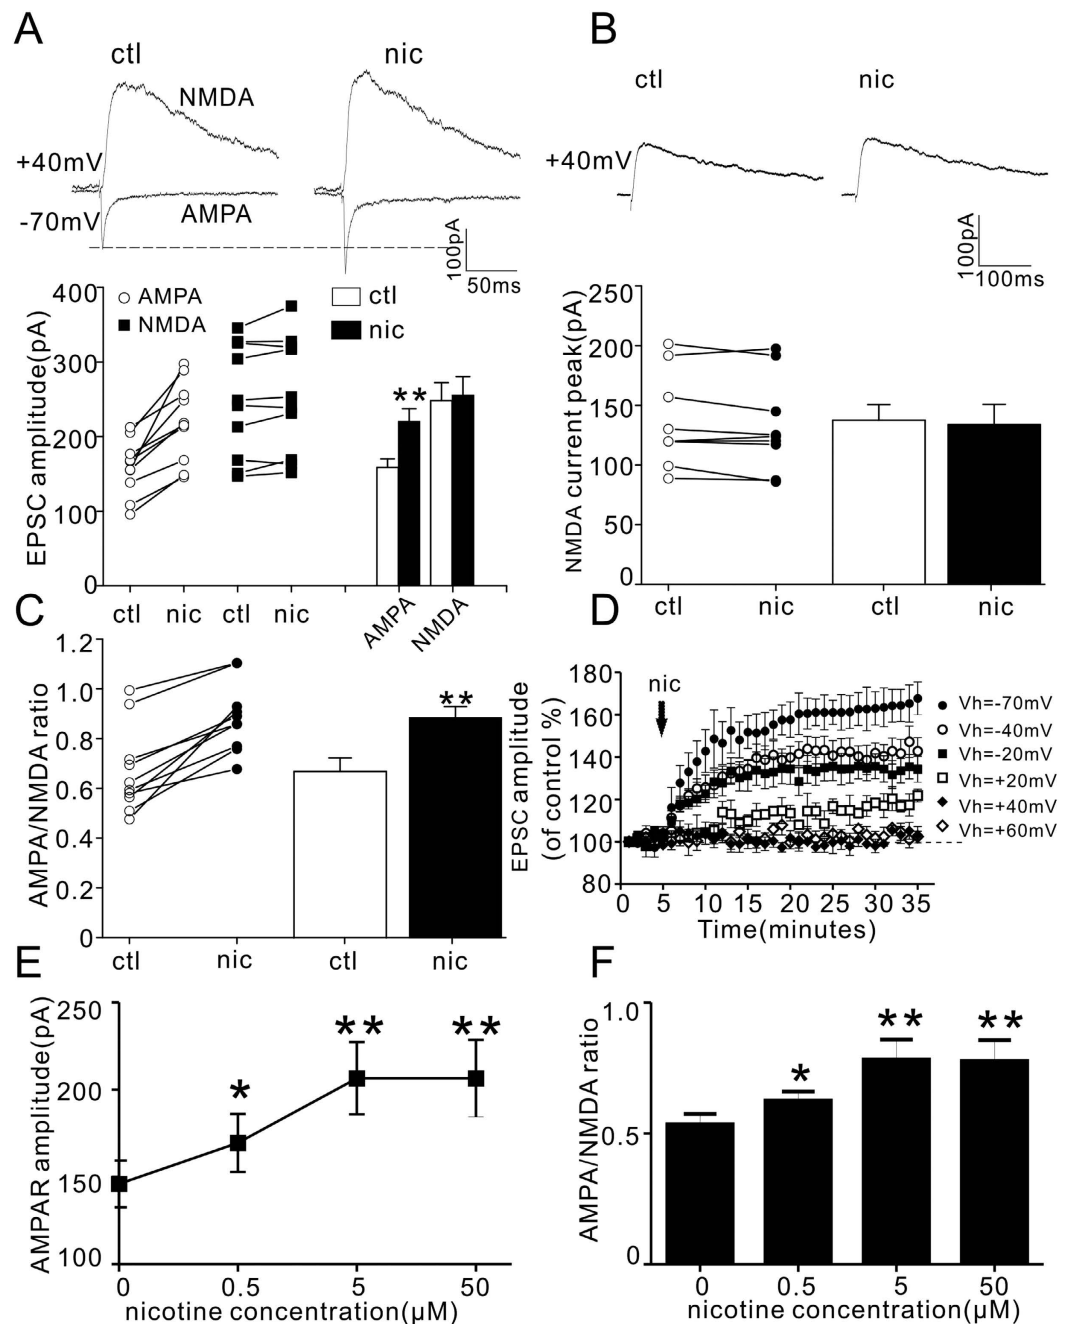 A
ctl
nic
NMDA
+40mV
-70mV
AMPA
100pA
50ms
EPSC amplitude(pA)
400
300
200
100
0
AMPA
NMDA
ctl
nic
**
ctl
nic
ctl
nic
AMPA
NMDA
B
ctl
nic
+40mV
100pA
100ms
NMDA current peak(pA)
250
200
150
100
50
0
ctl
nic
ctl
nic
C
AMPA/NMDA ratio
1.2
1.0
0.8
0.6
0.4
0.2
0
**
ctl
nic
ctl
nic
D
EPSC amplitude
(of control %)
180
160
140
120
100
80
nic
Vh=-70mV
Vh=-40mV
Vh=-20mV
Vh=+20mV
Vh=+40mV
Vh=+60mV
0 5 10 15 20 25 30 35
Time(minutes)
E
AMPAR amplitude(pA)
250
200
150
100
*
**
**
0 0.5 5 50
nicotine concentration(µM)
F
AMPA/NMDA ratio
1.0
0.5
0
*
**
**
0 0.5 5 50
nicotine concentration(µM)